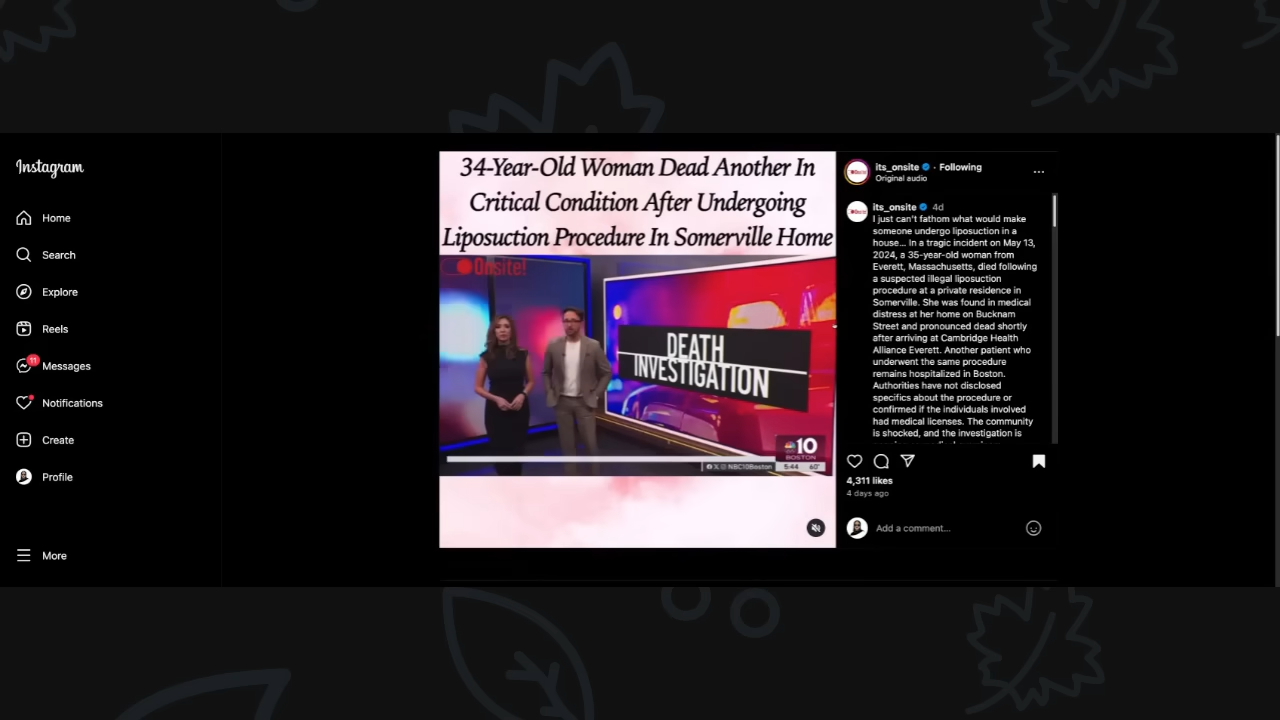 Instagram
Home
Search
Explore
Reels
11
Messages
Notifications
Create
Profile
More
34-Year-Old Woman Dead Another In
Critical Condition After Undergoing
Liposuction Procedure In Somerville Home
Onsite!
DEATH
INVESTIGATION
10
BOSTON
NBC10Boston
5:44
60°
its_onsite • Following
Original audio
its_onsite 4d
I just can't fathom what would make
someone undergo liposuction in a
house... In a tragic incident on May 13,
2024, a 35-year-old woman from
Everett, Massachusetts, died following
a suspected illegal liposuction
procedure at a private residence in
Somerville. She was found in medical
distress at her home on Bucknam
Street and pronounced dead shortly
after arriving at Cambridge Health
Alliance Everett. Another patient who
underwent the same procedure
remains hospitalized in Boston.
Authorities have not disclosed
specifics about the procedure or
confirmed if the individuals involved
had medical licenses. The community
is shocked, and the investigation is
4,311 likes
4 days ago
Add a comment...